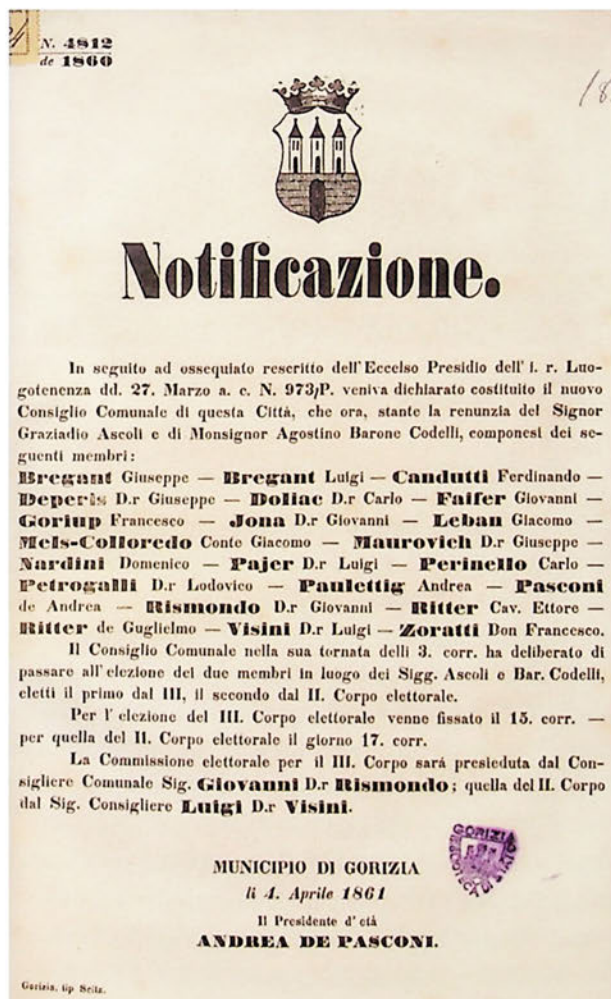 N. 4812
de 1860
Notificazione.
In seguito ad ossequiato rescritto dell' Eccelso Presidio dell' i. r. Luo-
gotenenza dd. 27. Marzo a. c. N. 973/P. veniva dichiarato costituito il nuovo
Consiglio Comunale di questa Città, che ora, stante la renunzia del Signor
Graziadio Ascoli e di Monsignor Agostino Barone Codelli, componesi dei se-
guenti membri:
Bregant Giuseppe — Bregant Luigi — Candutti Ferdinando —
Deperis D.r Giuseppe — Doliac D.r Carlo — Faifer Giovanni —
Goriup Francesco — Jona D.r Giovanni — Leban Giacomo —
Mels-Colloredo Conte Giacomo — Maurovich D.r Giuseppe —
Nardini Domenico — Pajer D.r Luigi — Perinello Carlo —
Petrogalli D.r Lodovico — Paulettig Andrea — Pasconi
de Andrea — Rismondo D.r Giovanni — Ritter Cav. Ettore —
Ritter de Guglielmo — Visini D.r Luigi — Zoratti Don Francesco.
Il Consiglio Comunale nella sua tornata delli 3. corr. ha deliberato di
passare all' elezione dei due membri in luogo dei Sigg. Ascoli e Bar. Codelli,
eletti il primo dal III, il secondo dal II. Corpo elettorale.
Per l' elezione del III. Corpo elettorale venne fissato il 15. corr. —
per quella del II. Corpo elettorale il giorno 17. corr.
La Commissione elettorale per il III. Corpo sarà presieduta dal Con-
sigliere Comunale Sig. Giovanni D.r Rismondo; quella del II. Corpo
dal Sig. Consigliere Luigi D.r Visini.
GORIZIA
BIBLIOTECA DI STATO
MUNICIPIO DI GORIZIA
li 4. Aprile 1861
Il Presidente d' età
ANDREA DE PASCONI.
Gorizia, tip Seitz.